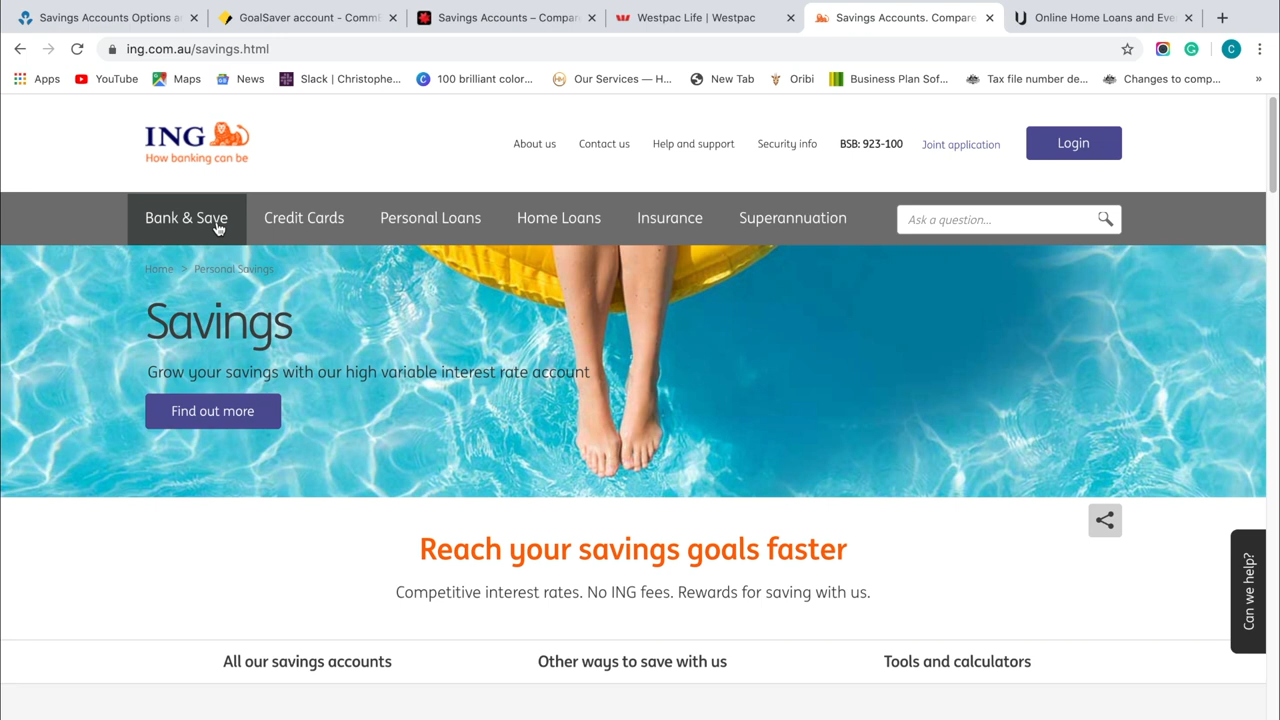 Savings Accounts Options a
GoalSaver account - Comm
Savings Accounts – Compa
Westpac Life | Westpac
Savings Accounts. Compare
Online Home Loans and Eve
ing.com.au/savings.html
C
Apps
YouTube
Maps
News
Slack | Christophe...
100 brilliant color...
Our Services — H...
New Tab
Oribi
Business Plan Sof...
Tax file number de...
Changes to comp...
»
ING
How banking can be
About us
Contact us
Help and support
Security info
BSB: 923-100
Joint application
Login
Bank & Save
Credit Cards
Personal Loans
Home Loans
Insurance
Superannuation
Ask a question...
Home > Personal Savings
Savings
Grow your savings with our high variable interest rate account
Find out more
Reach your savings goals faster
Competitive interest rates. No ING fees. Rewards for saving with us.
Can we help?
All our savings accounts
Other ways to save with us
Tools and calculators